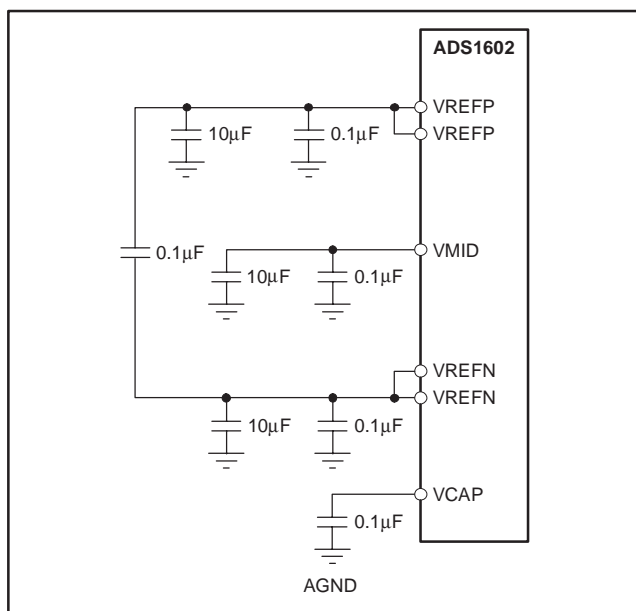 ADS1602
VREFP
10μF
0.1μF
VREFP
0.1μF
VMID
10μF
0.1μF
VREFN
VREFN
10μF
0.1μF
VCAP
0.1μF
AGND